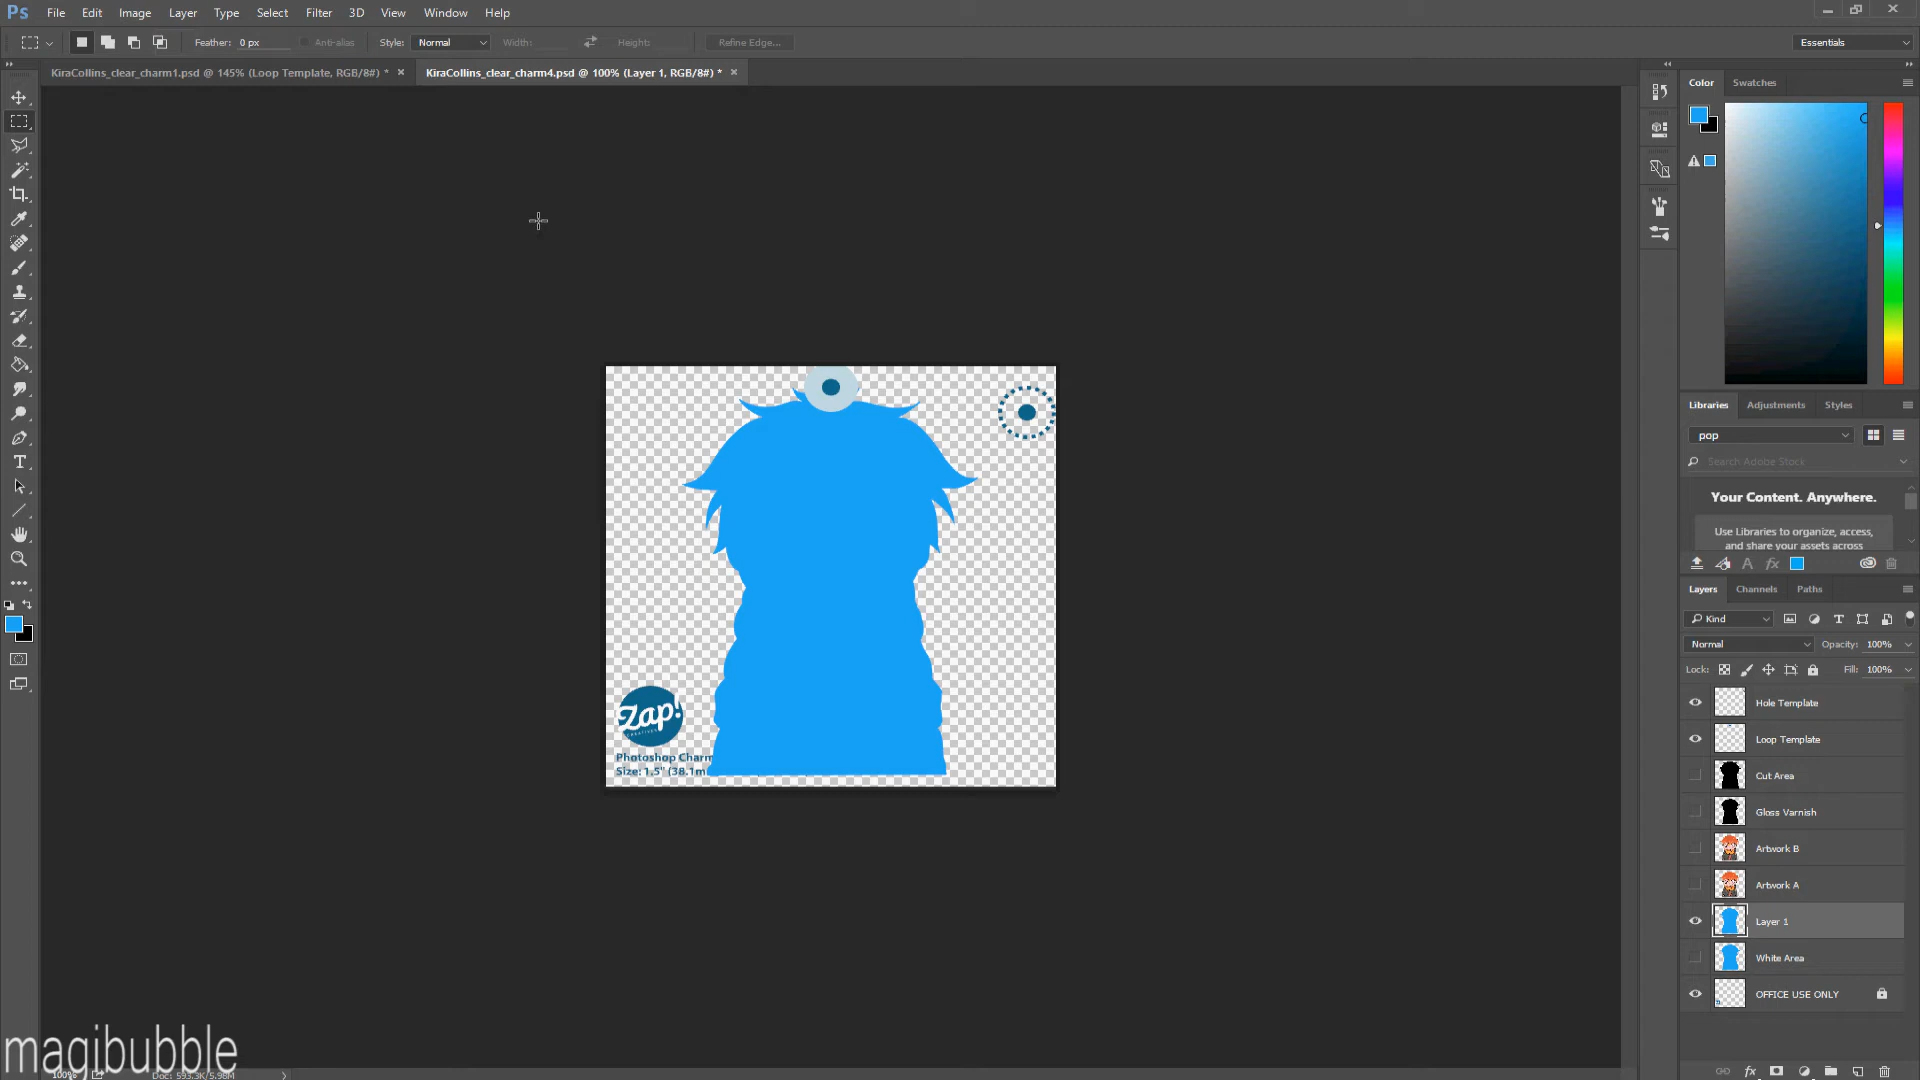 Ps File Edit Image Layer Type Select Filter 3D View Window Help
Feather: 0 px Anti-alias Style: Normal Width: Height: Refine Edge... Essentials
KiraCollins_clear_charm1.psd @ 145% (Loop Template, RGB/8#) * × KiraCollins_clear_charm4.psd @ 100% (Layer 1, RGB/8#) * ×
Color Swatches
Libraries Adjustments Styles
pop
Search Adobe Stock
Your Content. Anywhere.
Use Libraries to organize, access,
and share your assets across
Layers Channels Paths
Kind
Normal Opacity: 100%
Lock: Fill: 100%
Hole Template
Loop Template
Cut Area
Gloss Varnish
Artwork B
Artwork A
Layer 1
White Area
OFFICE USE ONLY
Zap!
CREATIVES
Photoshop Charm
Size: 1.5" (38.1m
magibubble
100% Doc: 593.3K/5.98M